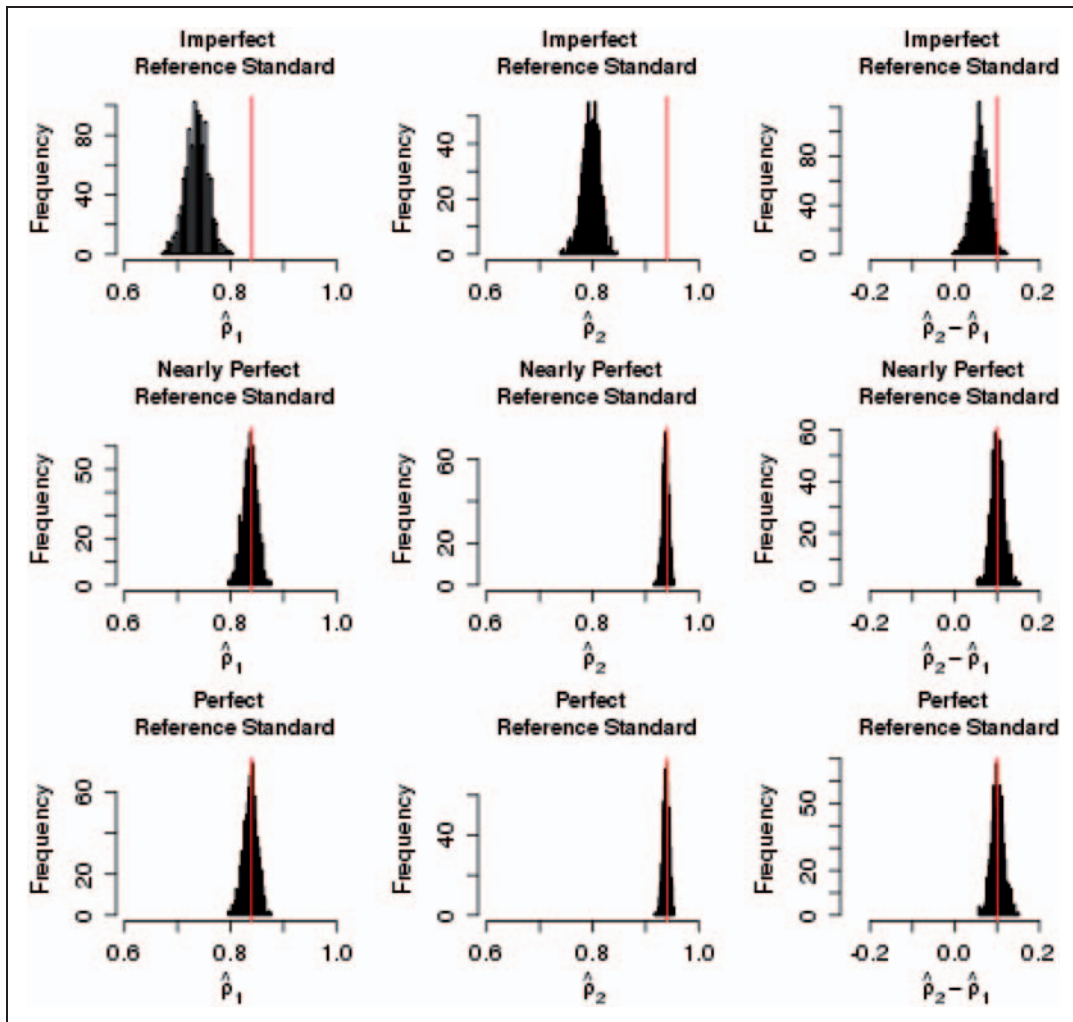 Imperfect
Reference Standard
Imperfect
Reference Standard
Imperfect
Reference Standard
Frequency
0 40 80
0.6 0.8 1.0
ρ̂1
Frequency
0 20 40
0.6 0.8 1.0
ρ̂2
Frequency
0 40 80
-0.2 0.0 0.2
ρ̂2 − ρ̂1
Nearly Perfect
Reference Standard
Nearly Perfect
Reference Standard
Nearly Perfect
Reference Standard
Frequency
0 20 50
0.6 0.8 1.0
ρ̂1
Frequency
0 20 60
0.6 0.8 1.0
ρ̂2
Frequency
0 20 40 60
-0.2 0.0 0.2
ρ̂2 − ρ̂1
Perfect
Reference Standard
Perfect
Reference Standard
Perfect
Reference Standard
Frequency
0 20 60
0.6 0.8 1.0
ρ̂1
Frequency
0 40
0.6 0.8 1.0
ρ̂2
Frequency
0 20 50
-0.2 0.0 0.2
ρ̂2 − ρ̂1